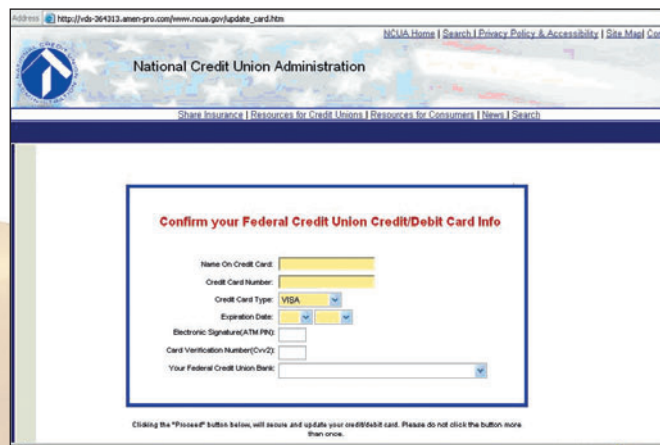 Address http://vds-364313.amen-pro.com/www.ncua.gov/update_card.htm
NCUA Home | Search | Privacy Policy & Accessibility | Site Map| Con
National Credit Union Administration
Share Insurance | Resources for Credit Unions | Resources for Consumers | News | Search
Confirm your Federal Credit Union Credit/Debit Card Info
Name On Credit Card:
Credit Card Number:
Credit Card Type: VISA
Expiration Date:
Electronic Signature(ATM PIN):
Card Verification Number(Cvv2):
Your Federal Credit Union Bank:
Clicking the "Proceed" button below, will secure and update your credit/debit card. Please do not click the button more
than once.